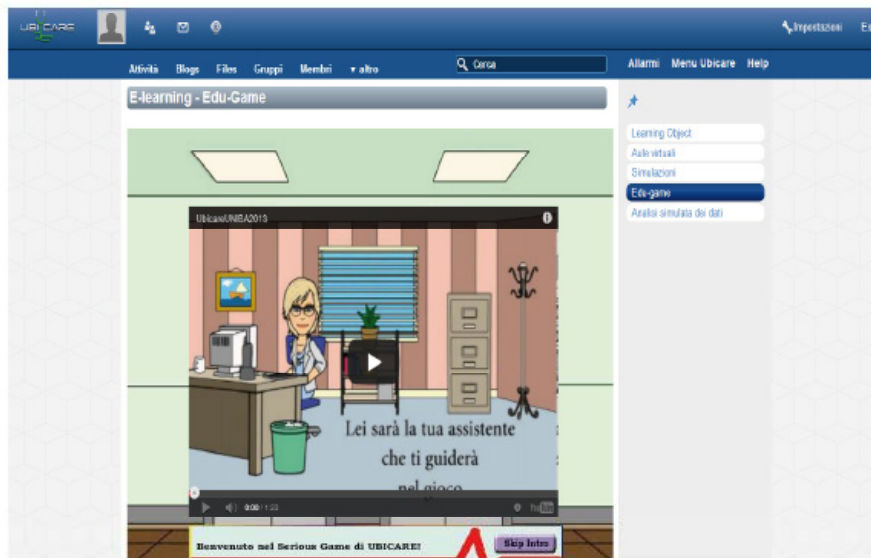 UBICARE
Impostazioni
Attività Blogs Files Gruppi Membri ▾ altro Cerca Allarmi Menu Ubicare Help
E-learning - Edu-Game
Learning Object
Aule virtuali
Simulazioni
Edu-game
Analisi simulata dei dati
UbicareUNIBA2013
Lei sarà la tua assistente
che ti guiderà
nel gioco
0:00 / 1:23
YouTube
Benvenuto nel Serious Game di UBICARE!
Skip Intro